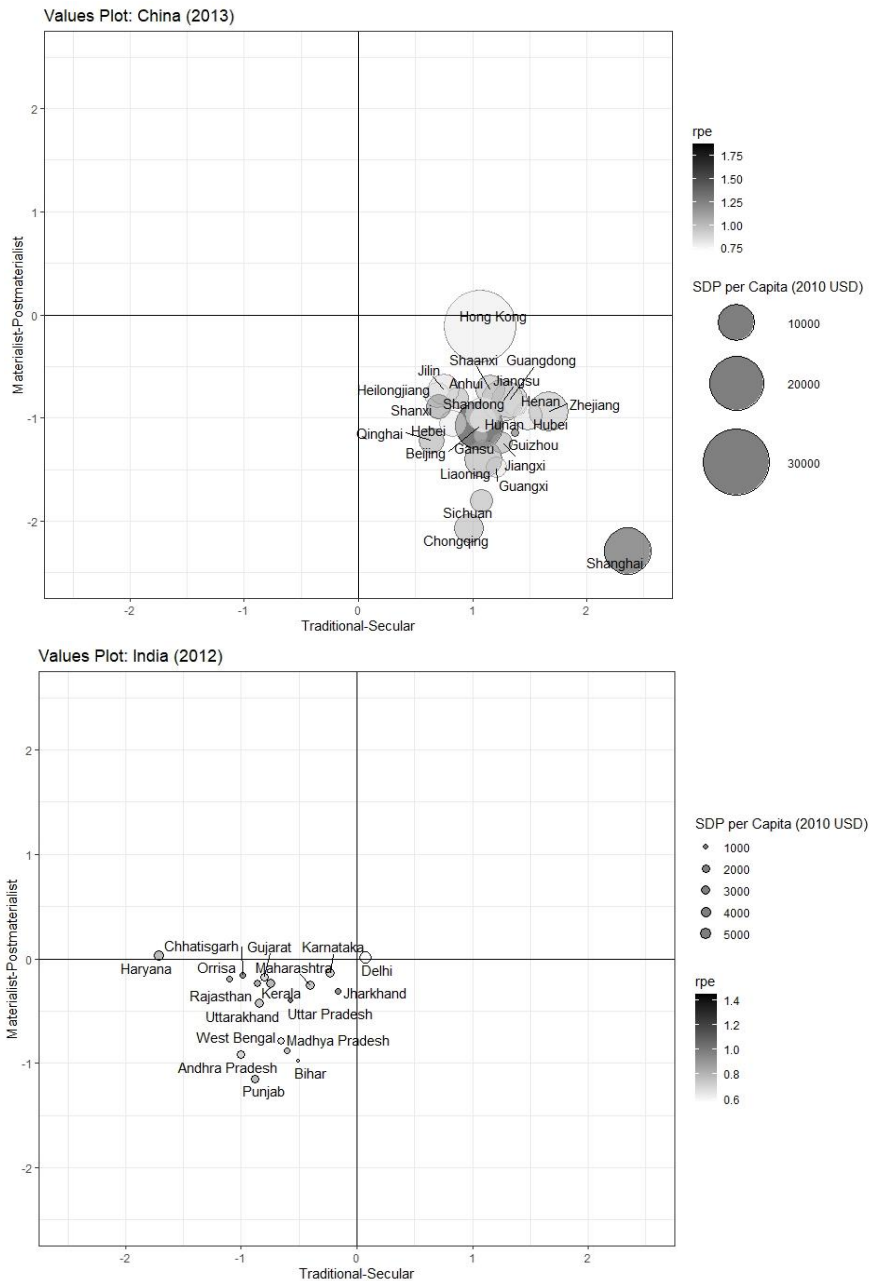 Values Plot: China (2013)
Materialist-Postmaterialist
2
1
0
-1
-2
Hong Kong
Shaanxi Guangdong
Jilin Anhui Jiangsu
Heilongjiang
Shanxi Shandong Henan Zhejiang
Qinghai Hebei Hunan Hubei
Beijing Gansu Guizhou
Liaoning Jiangxi
Guangxi
Sichuan
Chongqing
Shanghai
-2 -1 0 1 2
Traditional-Secular
rpe
1.75
1.50
1.25
1.00
0.75
SDP per Capita (2010 USD)
10000
20000
30000
Values Plot: India (2012)
Materialist-Postmaterialist
2
1
0
-1
-2
Chhatisgarh Gujarat Karnataka
Haryana Orrisa Maharashtra Delhi
Rajasthan Kerala Jharkhand
Uttarakhand Uttar Pradesh
West Bengal Madhya Pradesh
Andhra Pradesh Bihar
Punjab
-2 -1 0 1 2
Traditional-Secular
SDP per Capita (2010 USD)
1000
2000
3000
4000
5000
rpe
1.4
1.2
1.0
0.8
0.6